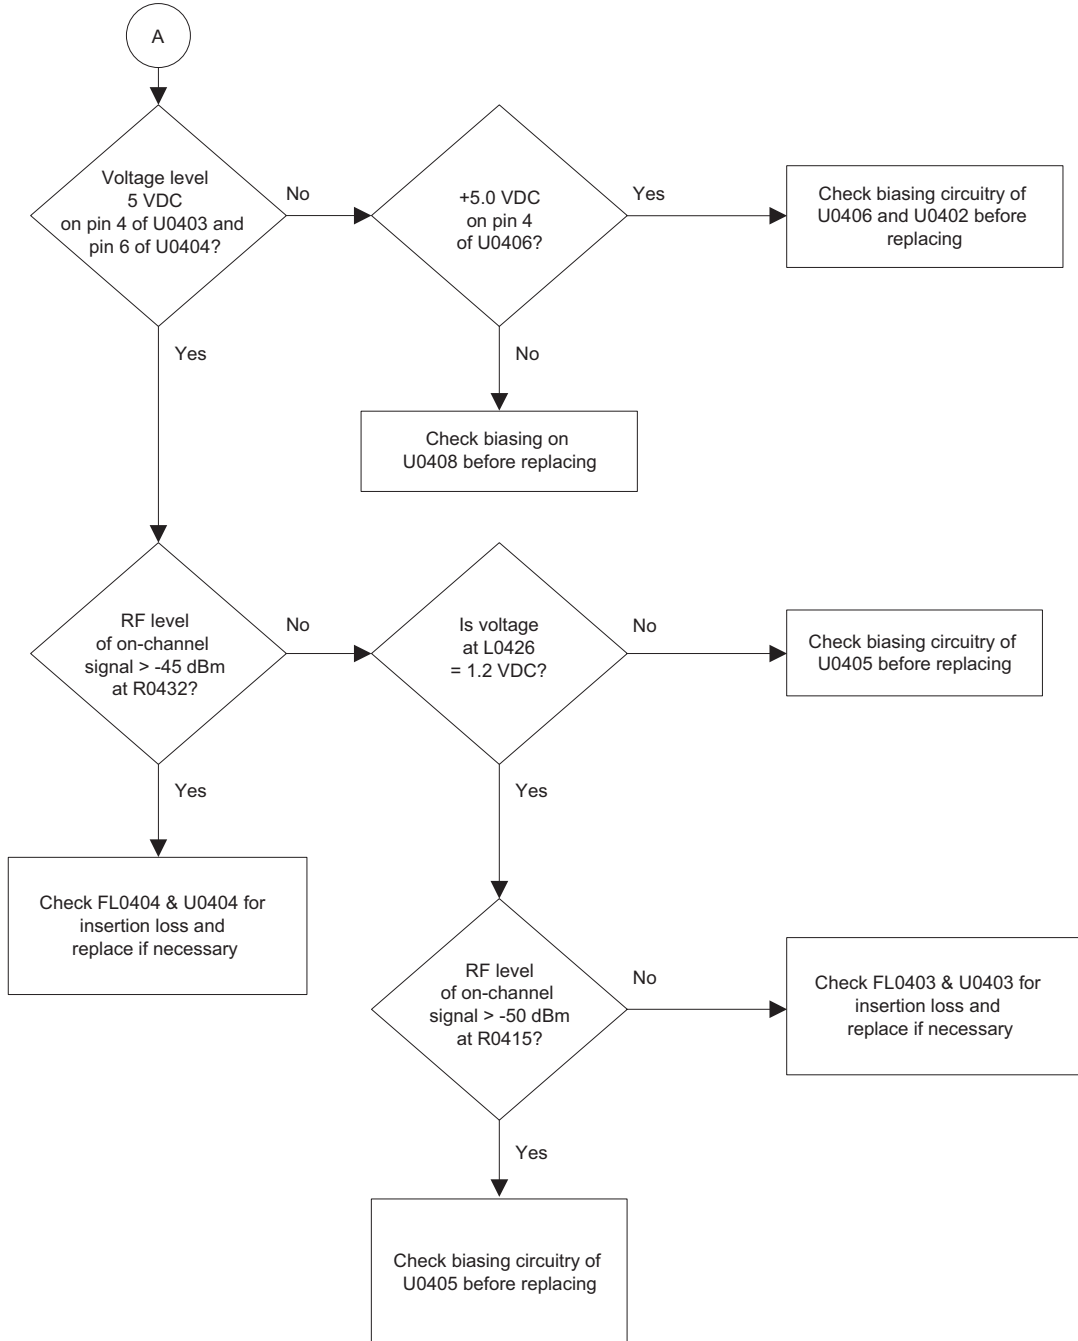 A
Voltage level
5 VDC
on pin 4 of U0403 and
pin 6 of U0404?
No
+5.0 VDC
on pin 4
of U0406?
Yes
Check biasing circuitry of
U0406 and U0402 before
replacing
Yes
No
Check biasing on
U0408 before replacing
RF level
of on-channel
signal > -45 dBm
at R0432?
No
Is voltage
at L0426
= 1.2 VDC?
No
Check biasing circuitry of
U0405 before replacing
Yes
Yes
Check FL0404 & U0404 for
insertion loss and
replace if necessary
RF level
of on-channel
signal > -50 dBm
at R0415?
No
Check FL0403 & U0403 for
insertion loss and
replace if necessary
Yes
Check biasing circuitry of
U0405 before replacing